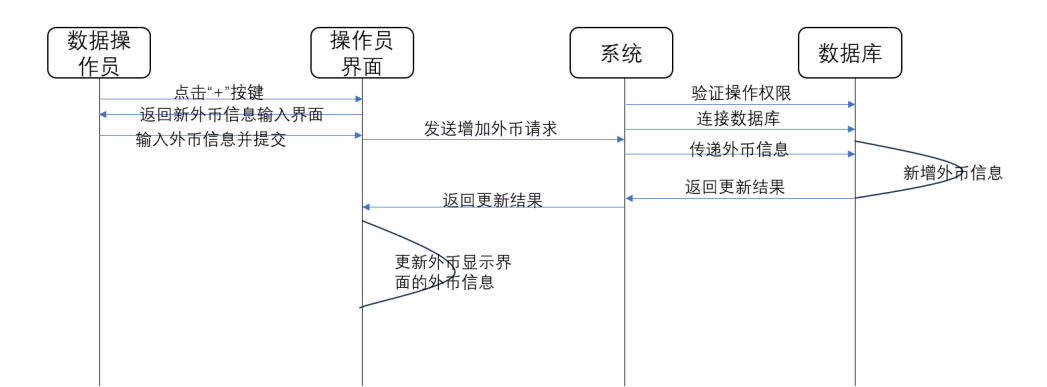 数据操
作员
操作员
界面
系统
数据库
点击“+”按键
返回新外币信息输入界面
输入外币信息并提交
发送增加外币请求
验证操作权限
连接数据库
传递外币信息
新增外币信息
返回更新结果
返回更新结果
更新外币显示界
面的外币信息